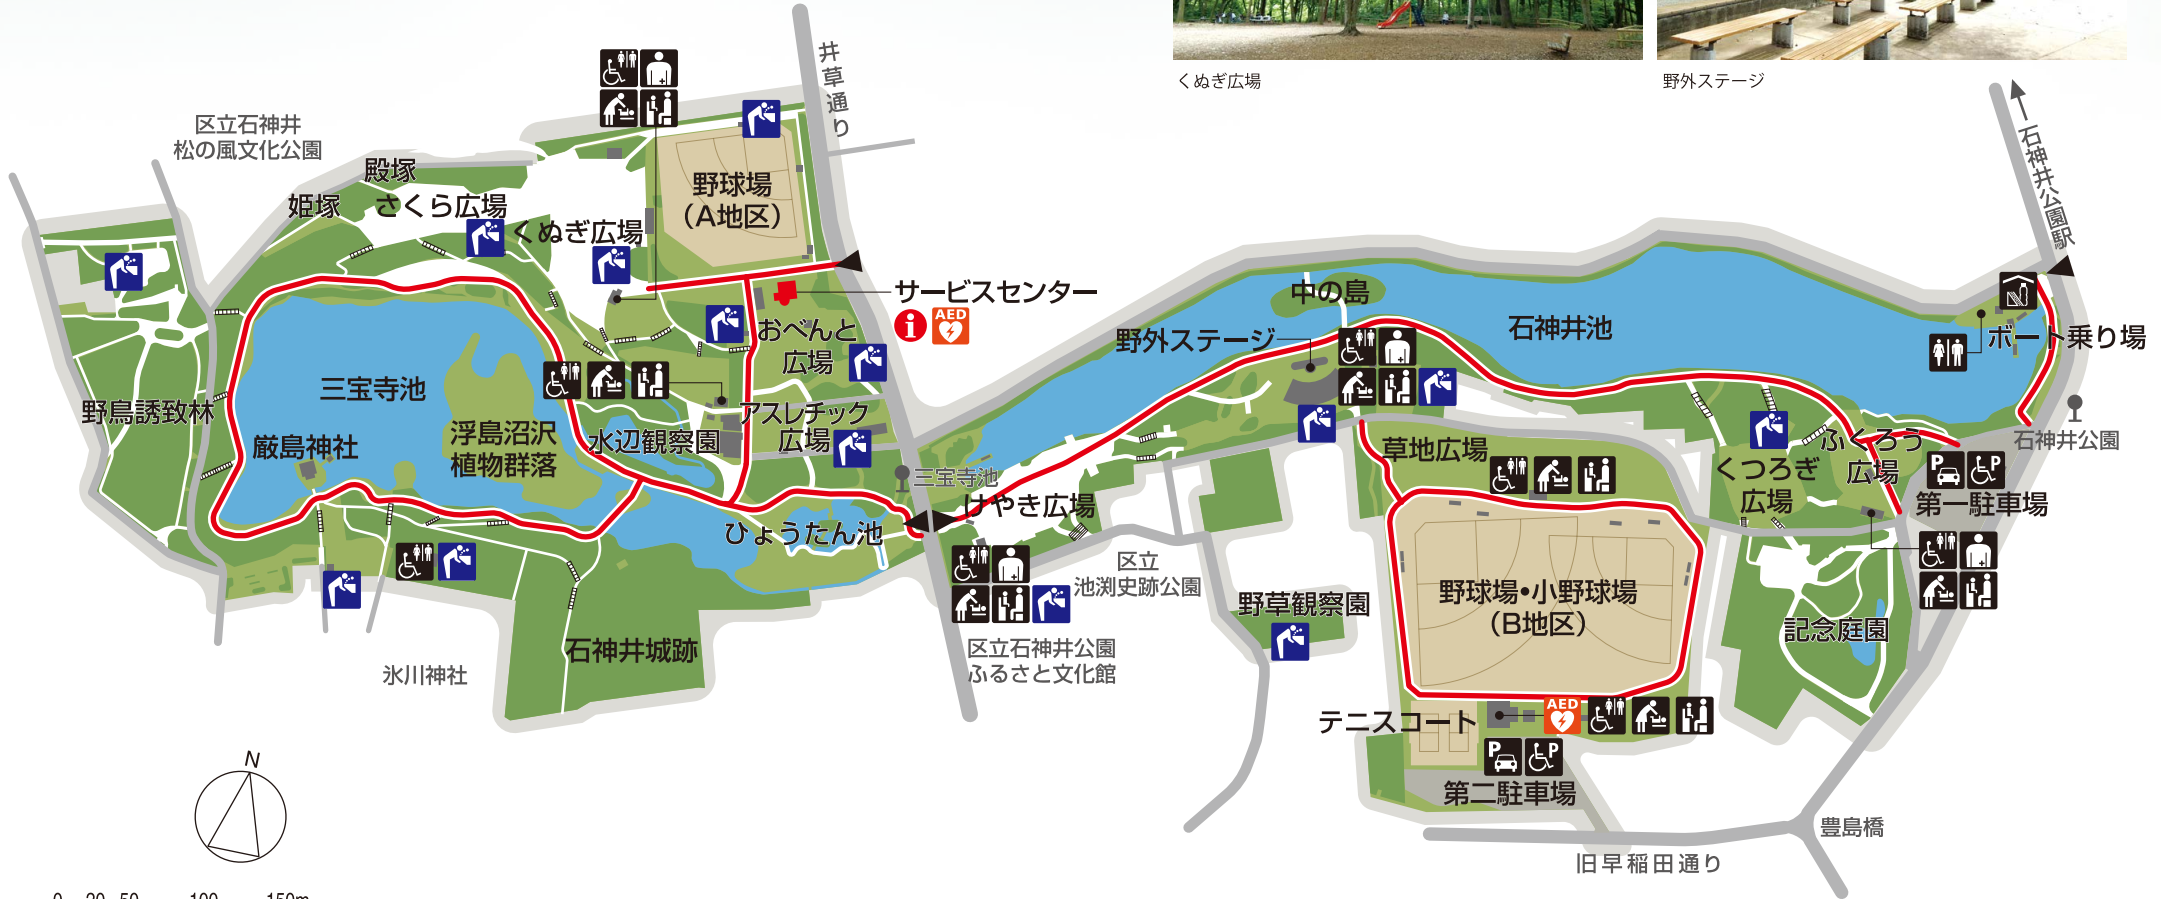 くぬぎ広場
野外ステージ
井草通り
石神井公園駅
区立石神井
松の風文化公園
殿塚
姫塚
さくら広場
くぬぎ広場
野球場
（A地区）
サービスセンター
i
AED
おべんと
広場
アスレチック
広場
三宝寺池
野鳥誘致林
厳島神社
浮島沼沢
植物群落
水辺観察園
ひょうたん池
三宝寺池
けやき広場
石神井城跡
氷川神社
区立石神井公園
ふるさと文化館
区立
池渕史跡公園
中の島
野外ステージ
石神井池
ボート乗り場
石神井公園
草地広場
くつろぎ
広場
ふくろう
広場
P
P
第一駐車場
野草観察園
野球場・小野球場
（B地区）
記念庭園
テニスコート
AED
P
P
第二駐車場
旧早稲田通り
豊島橋
N
0 20 50 100 150m